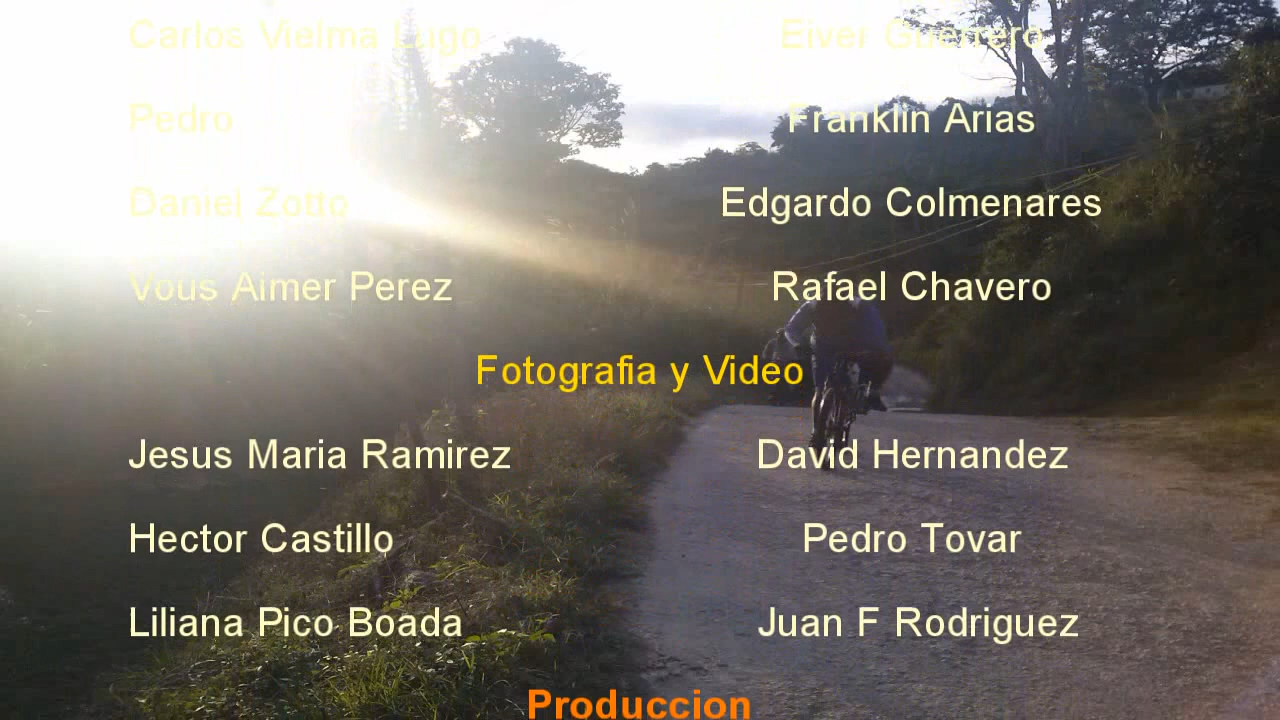 Carlos Vielma Lugo Eiver Guerrero
Pedro Franklin Arias
Daniel Zotto Edgardo Colmenares
Vous Aimer Perez Rafael Chavero
Fotografia y Video
Jesus Maria Ramirez David Hernandez
Hector Castillo Pedro Tovar
Liliana Pico Boada Juan F Rodriguez
Produccion